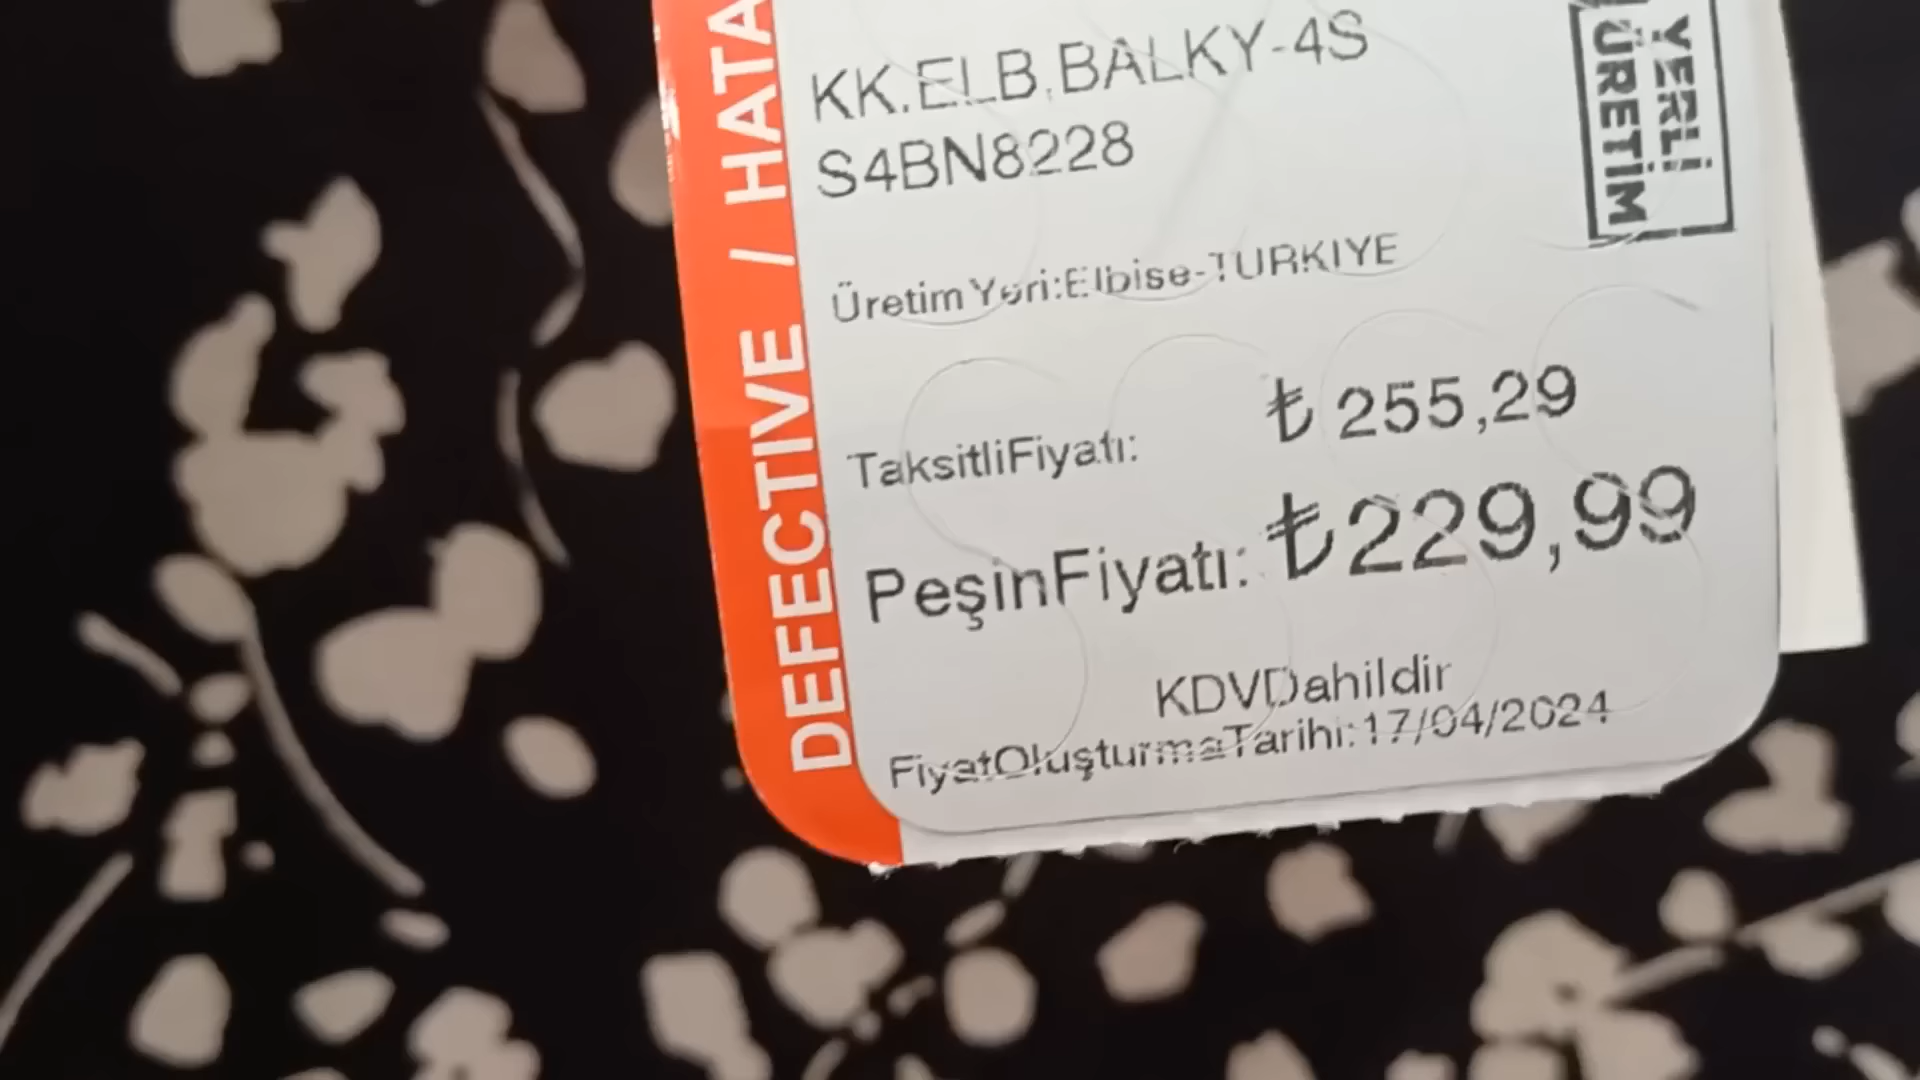 KK.ELB.BALKY-4S
S4BN8228
YERLİ
ÜRETİM
Üretim Yeri:Elbise-TURKIYE
TaksitliFiyatı: ₺ 255,29
PeşinFiyatı: ₺229,99
KDVDahildir
FiyatOluşturmaTarihi:17/04/2024
DEFECTIVE / HATA